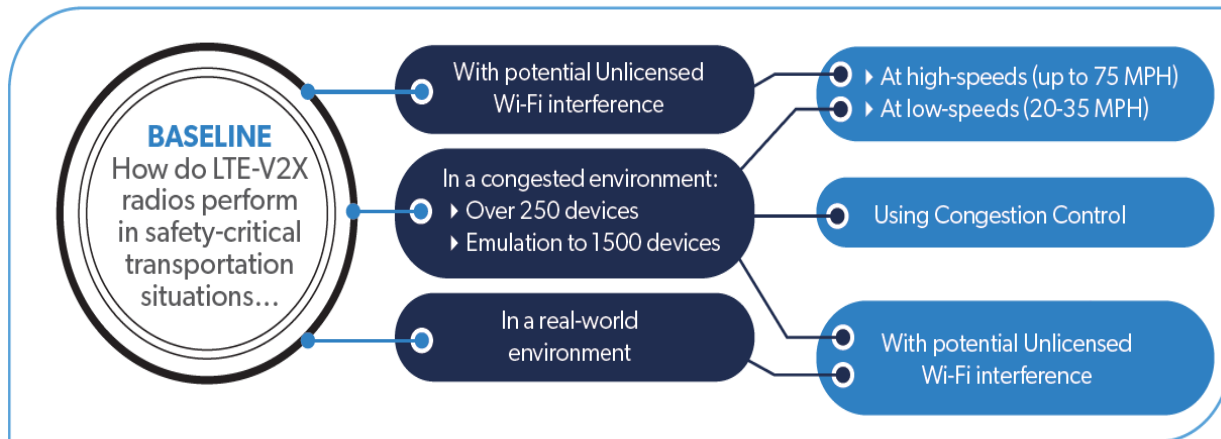 BASELINE
How do LTE-V2X
radios perform
in safety-critical
transportation
situations...
With potential Unlicensed
Wi-Fi interference
In a congested environment:
▸ Over 250 devices
▸ Emulation to 1500 devices
In a real-world
environment
▸ At high-speeds (up to 75 MPH)
▸ At low-speeds (20-35 MPH)
Using Congestion Control
With potential Unlicensed
Wi-Fi interference